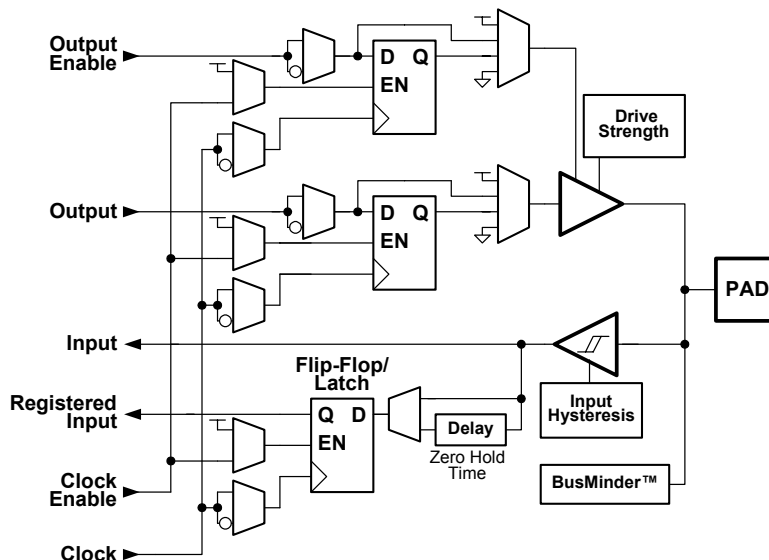 Output
Enable
D Q
EN
Drive
Strength
Output
D Q
EN
PAD
Input
Flip-Flop/
Latch
Registered
Input
Q D
EN
Delay
Zero Hold
Time
Input
Hysteresis
Clock
Enable
BusMinder™
Clock